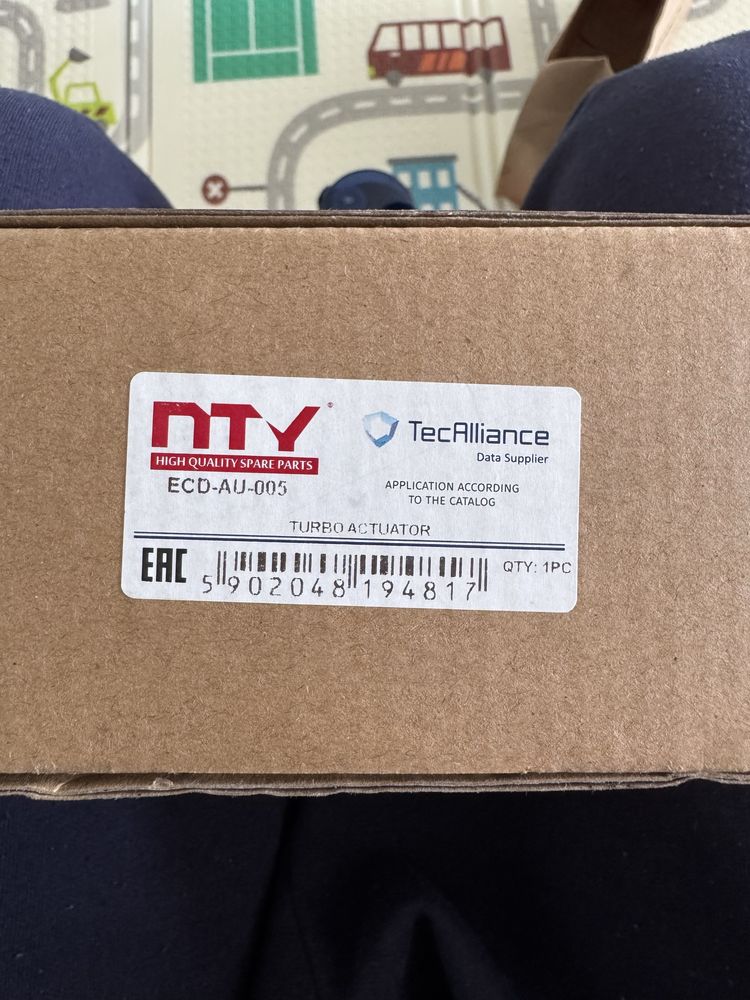 NTY®
HIGH QUALITY SPARE PARTS
ECD-AU-005
TecAlliance
Data Supplier
APPLICATION ACCORDING
TO THE CATALOG
TURBO ACTUATOR
EAC
5 902048 194817
QTY: 1PC